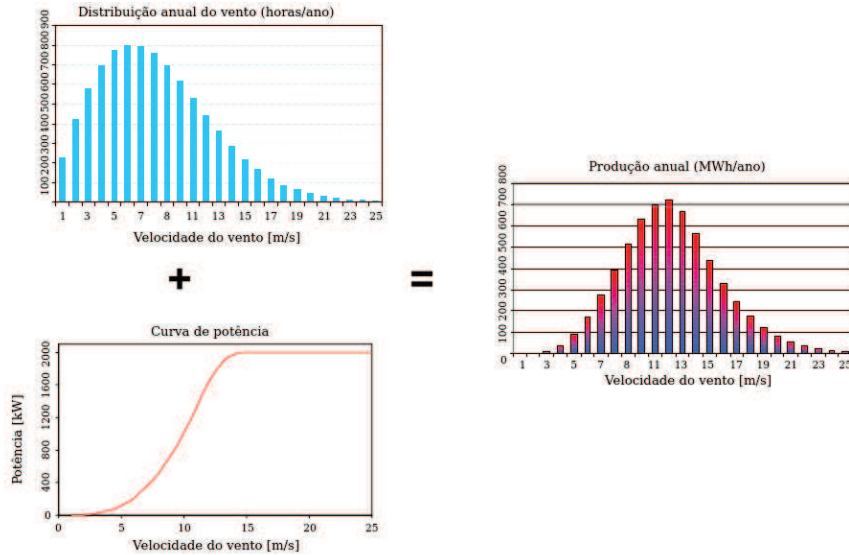 Distribuição anual do vento (horas/ano)
100 200 300 400 500 600 700 800 900
1 3 5 7 9 11 13 15 17 19 21 23 25
Velocidade do vento [m/s]
+
=
Curva de potência
Potência [kW]
0 400 800 1200 1600 2000
0 5 10 15 20 25
Velocidade do vento [m/s]
Produção anual (MWh/ano)
0 100 200 300 400 500 600 700 800
1 3 5 7 9 11 13 15 17 19 21 23 25
Velocidade do vento [m/s]